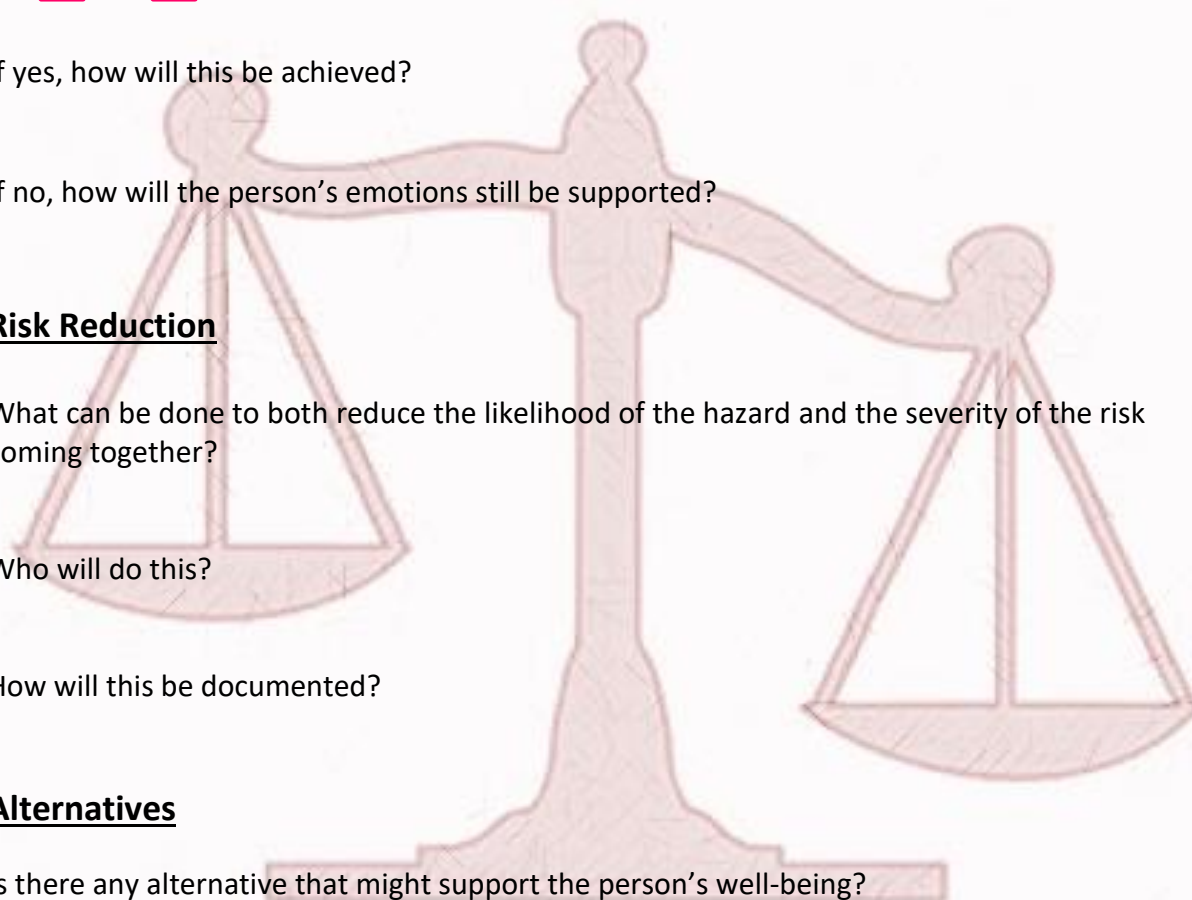 f yes, how will this be achieved?
f no, how will the person’s emotions still be supported?
Risk Reduction
What can be done to both reduce the likelihood of the hazard and the severity of the risk
oming together?
Who will do this?
How will this be documented?
Alternatives
s there any alternative that might support the person’s well-being?